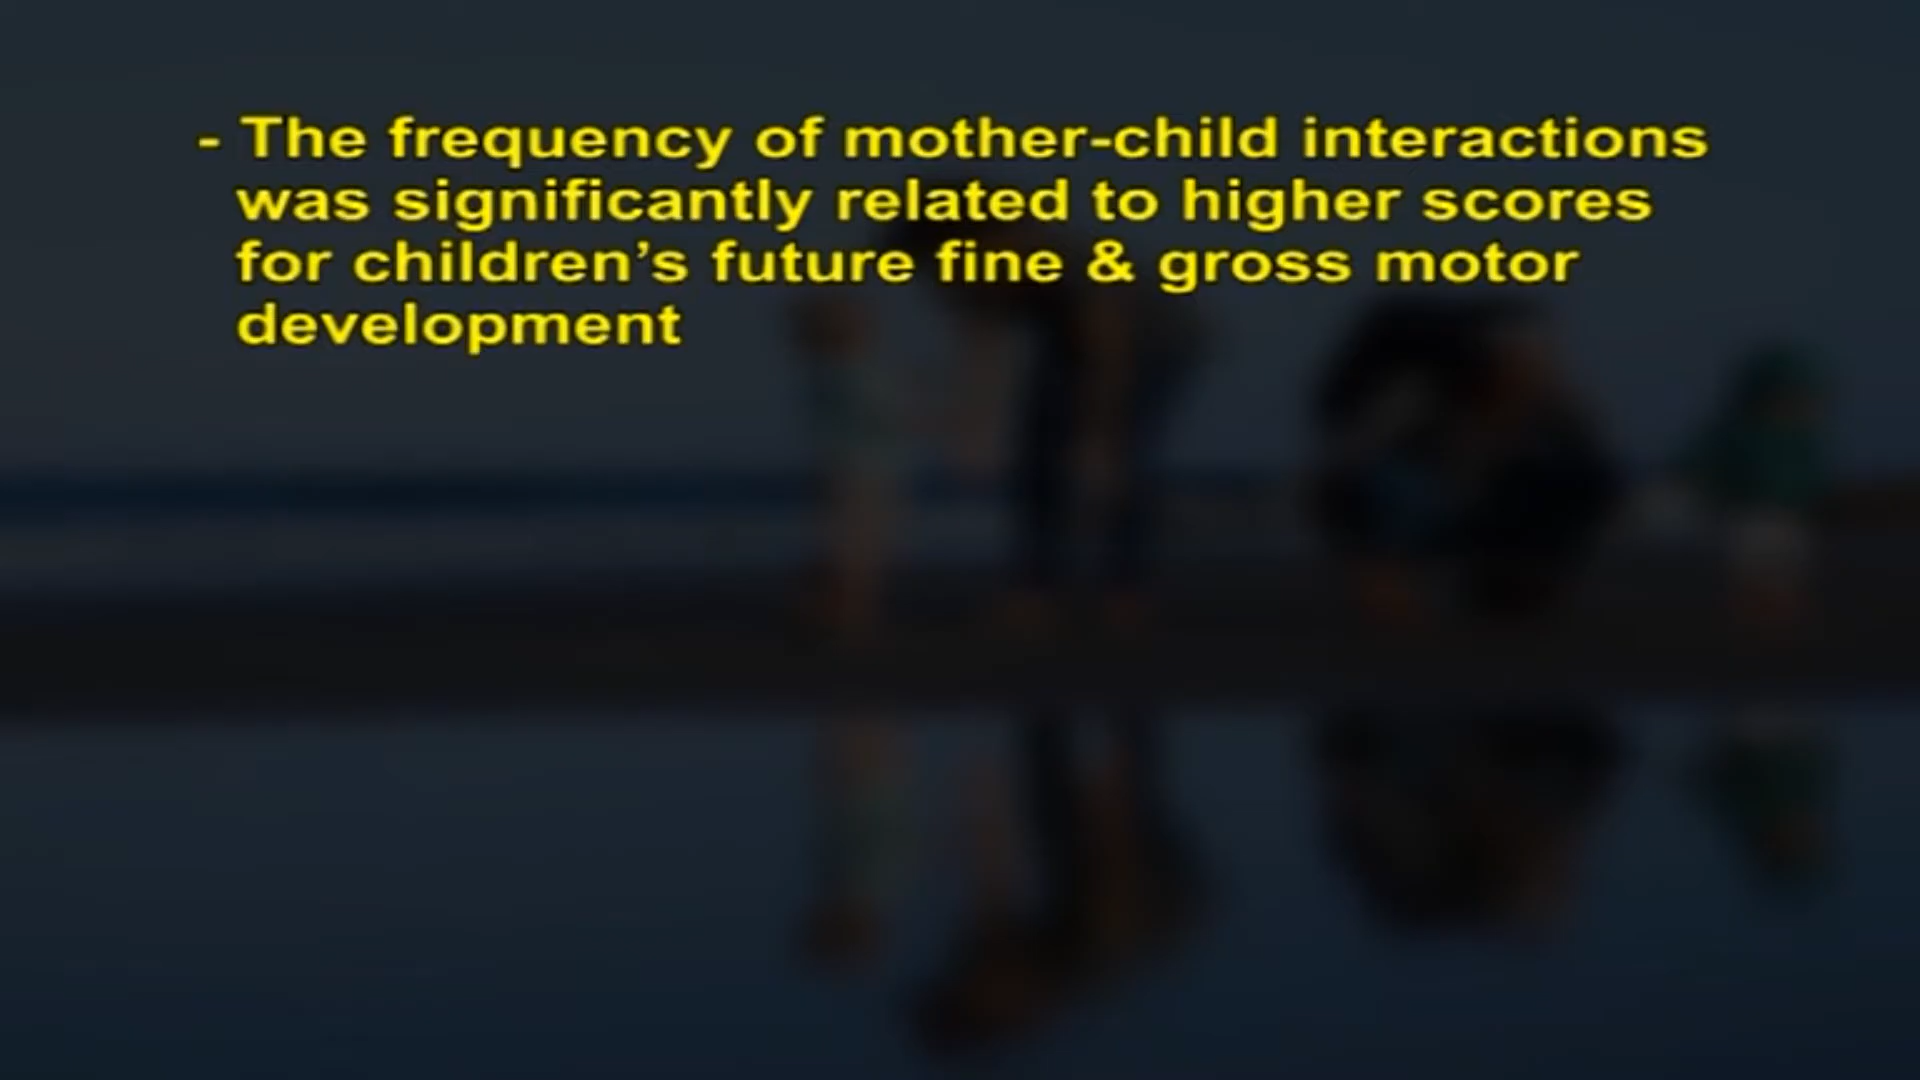 - The frequency of mother-child interactions
was significantly related to higher scores
for children’s future fine & gross motor
development